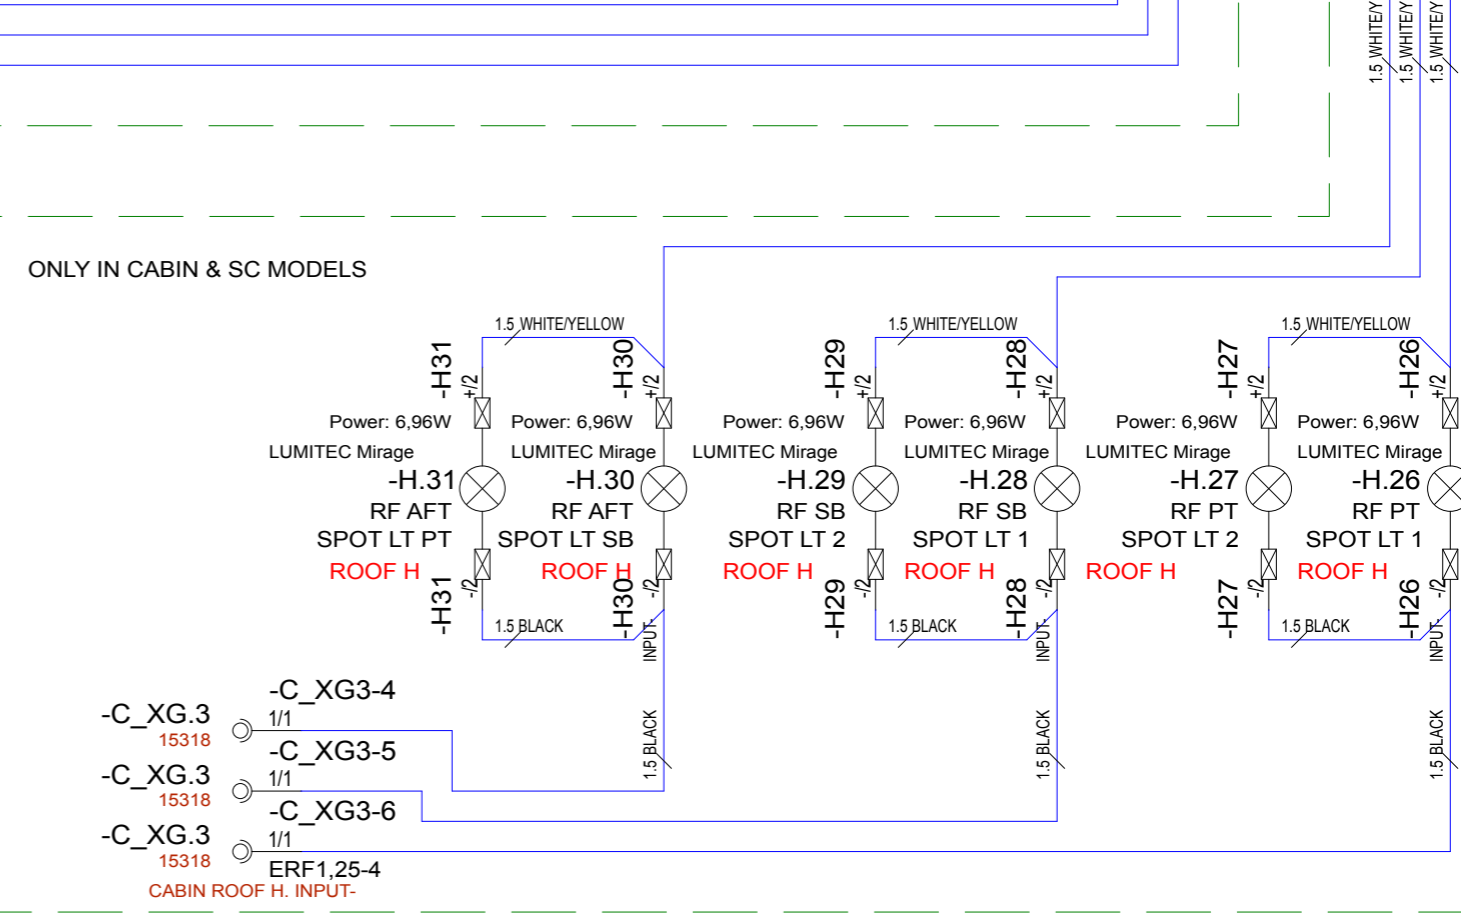 1.5 WHITE/Y
1.5 WHITE/Y
1.5 WHITE/Y
ONLY IN CABIN & SC MODELS
1.5 WHITE/YELLOW
1.5 WHITE/YELLOW
1.5 WHITE/YELLOW
-H31
+/2
-H30
+/2
-H29
+/2
-H28
+/2
-H27
+/2
-H26
+/2
Power: 6,96W
LUMITEC Mirage
-H.31
RF AFT
SPOT LT PT
ROOF H
Power: 6,96W
LUMITEC Mirage
-H.30
RF AFT
SPOT LT SB
ROOF H
Power: 6,96W
LUMITEC Mirage
-H.29
RF SB
SPOT LT 2
ROOF H
Power: 6,96W
LUMITEC Mirage
-H.28
RF SB
SPOT LT 1
ROOF H
Power: 6,96W
LUMITEC Mirage
-H.27
RF PT
SPOT LT 2
ROOF H
Power: 6,96W
LUMITEC Mirage
-H.26
RF PT
SPOT LT 1
ROOF H
-H31
-/2
-H30
-/2
-H29
-/2
-H28
-/2
-H27
-/2
-H26
-/2
1.5 BLACK
INPUT-
1.5 BLACK
INPUT-
1.5 BLACK
INPUT-
1.5 BLACK
1.5 BLACK
1.5 BLACK
-C_XG3-4
-C_XG.3
1/1
15318
-C_XG3-5
-C_XG.3
1/1
15318
-C_XG3-6
-C_XG.3
1/1
15318
ERF1,25-4
CABIN ROOF H. INPUT-